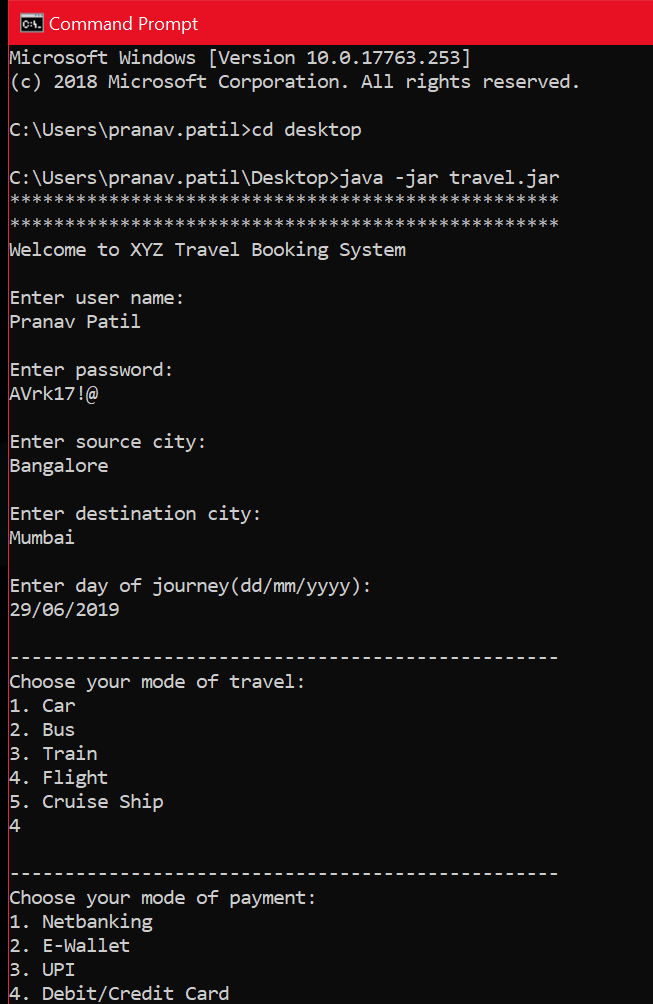 Command Prompt
Microsoft Windows [Version 10.0.17763.253]
(c) 2018 Microsoft Corporation. All rights reserved.
C:\Users\pranav.patil>cd desktop
C:\Users\pranav.patil\Desktop>java -jar travel.jar
**************************************************
**************************************************
Welcome to XYZ Travel Booking System
Enter user name:
Pranav Patil
Enter password:
AVrk17!@
Enter source city:
Bangalore
Enter destination city:
Mumbai
Enter day of journey(dd/mm/yyyy):
29/06/2019
--------------------------------------------------
Choose your mode of travel:
1. Car
2. Bus
3. Train
4. Flight
5. Cruise Ship
4
--------------------------------------------------
Choose your mode of payment:
1. Netbanking
2. E-Wallet
3. UPI
4. Debit/Credit Card